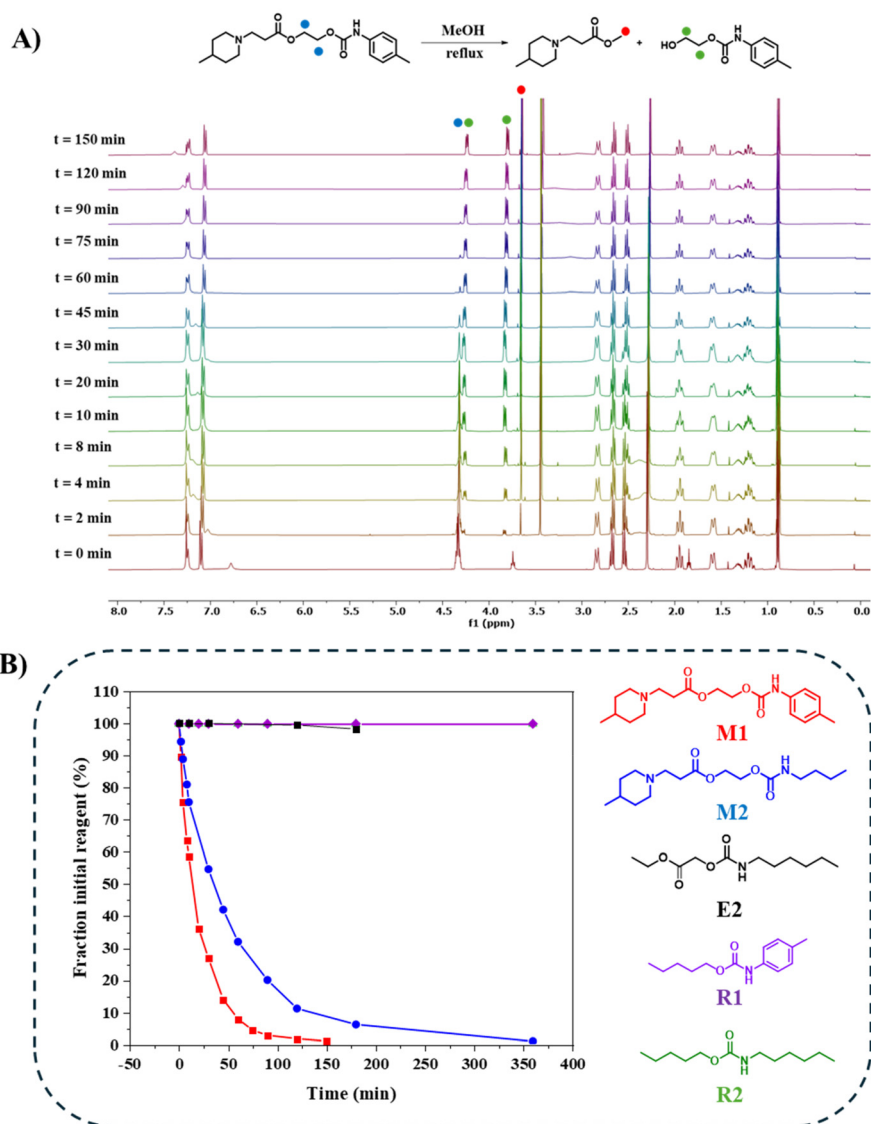 A)
MeOH
reflux
t = 150 min
t = 120 min
t = 90 min
t = 75 min
t = 60 min
t = 45 min
t = 30 min
t = 20 min
t = 10 min
t = 8 min
t = 4 min
t = 2 min
t = 0 min
8.0 7.5 7.0 6.5 6.0 5.5 5.0 4.5 4.0 3.5 3.0 2.5 2.0 1.5 1.0 0.5 0.0
f1 (ppm)
B)
Fraction initial reagent (%)
110
100
90
80
70
60
50
40
30
20
10
0
-50 0 50 100 150 200 250 300 350 400
Time (min)
M1
M2
E2
R1
R2